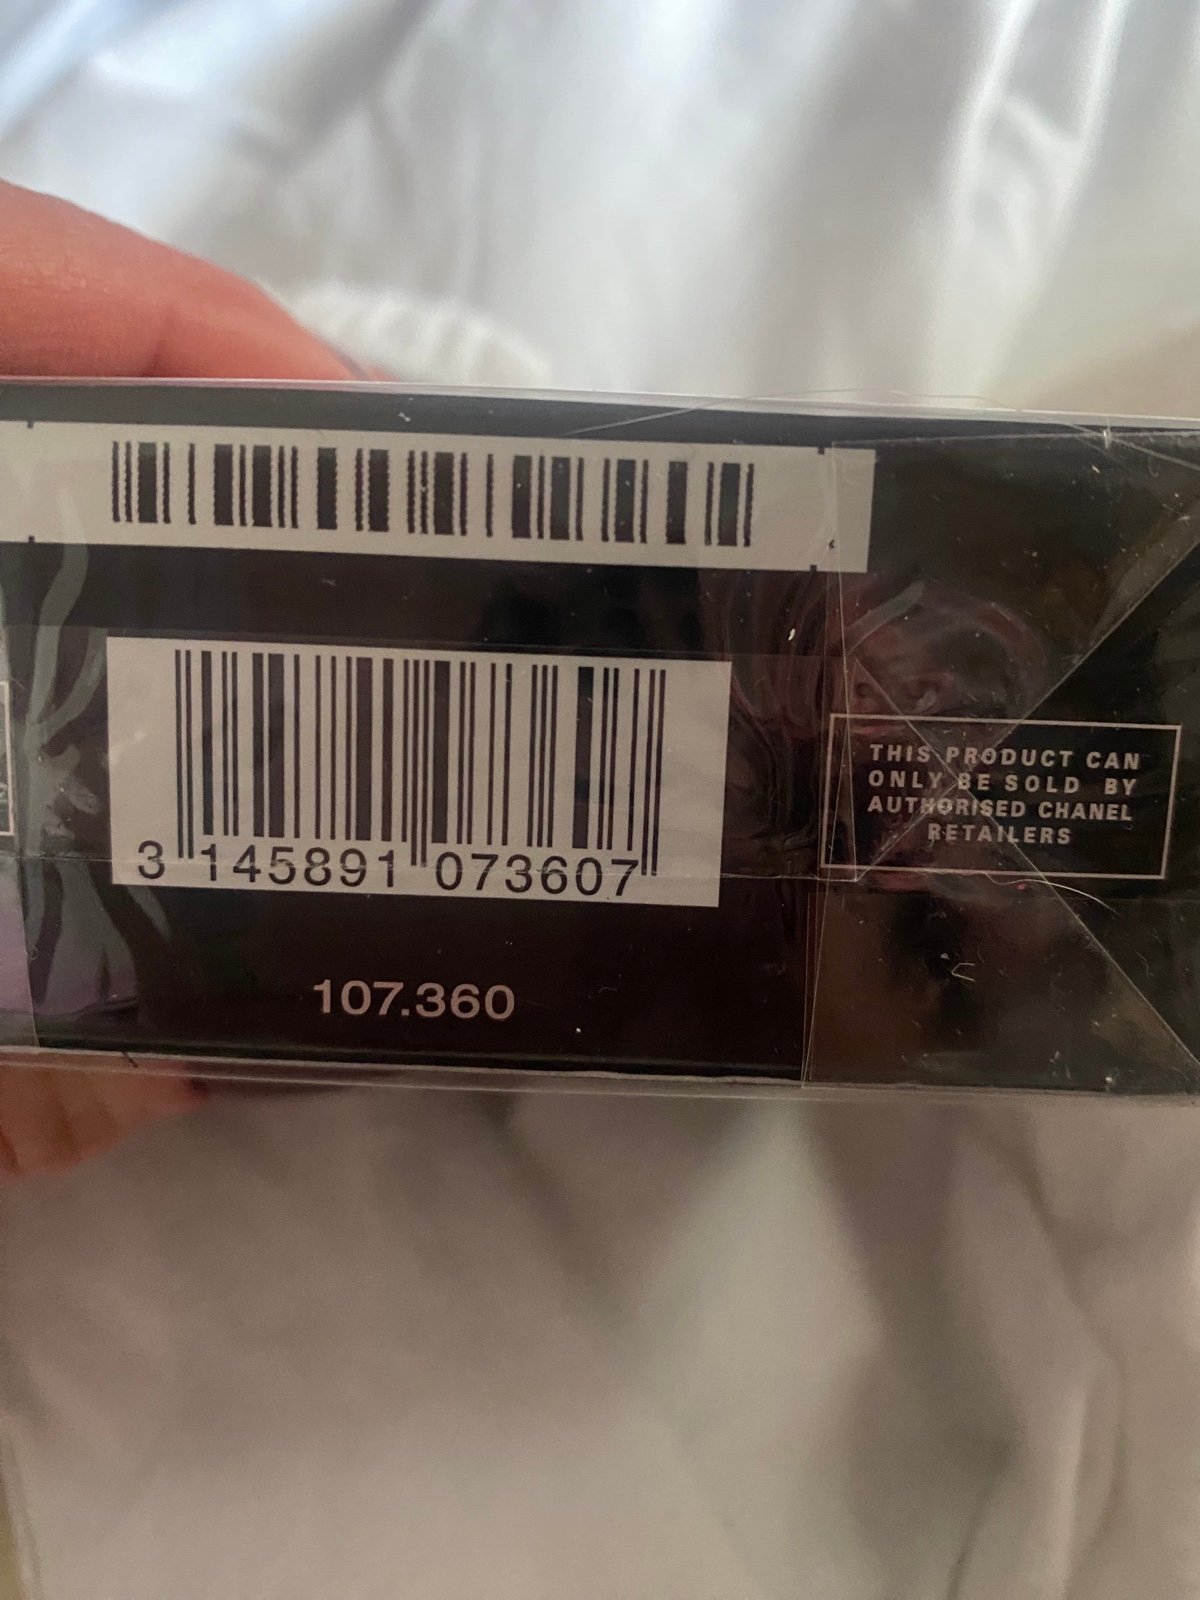 3 145891 073607
107.360
THIS PRODUCT CAN
ONLY BE SOLD BY
AUTHORISED CHANEL
RETAILERS